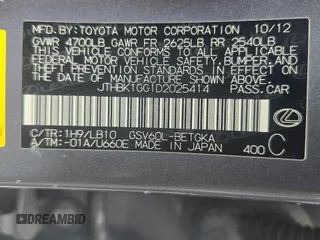 MFD. BY: TOYOTA MOTOR CORPORATION 10/12
GVWR 4700LB GAWR FR 2625LB RR 2540LB
THIS VEHICLE CONFORMS TO ALL APPLICABLE
FEDERAL MOTOR VEHICLE SAFETY, BUMPER, AND
THEFT PREVENTION STANDARDS IN EFFECT ON
THE DATE OF MANUFACTURE SHOWN ABOVE.
JTHBK1GG1D2025414 PASS.CAR
C/TR: 1H9/LB10 GSV60L-BETGKA
A/TM: -01A/U660E MADE IN JAPAN 400 C
DREAMBID